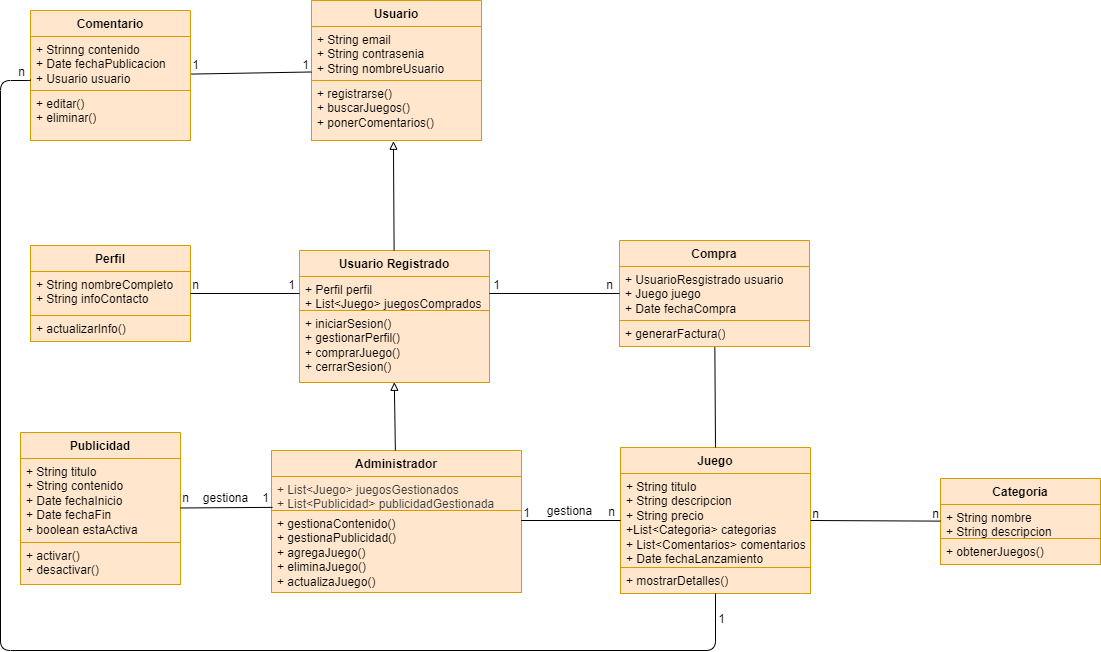 Comentario
+ Strinng contenido
+ Date fechaPublicacion
+ Usuario usuario
+ editar()
+ eliminar()
n
1
1
Usuario
+ String email
+ String contrasenia
+ String nombreUsuario
+ registrarse()
+ buscarJuegos()
+ ponerComentarios()
Perfil
+ String nombreCompleto
+ String infoContacto
+ actualizarInfo()
n
1
Usuario Registrado
+ Perfil perfil
+ List<Juego> juegosComprados
+ iniciarSesion()
+ gestionarPerfil()
+ comprarJuego()
+ cerrarSesion()
1
n
Compra
+ UsuarioResgistrado usuario
+ Juego juego
+ Date fechaCompra
+ generarFactura()
Publicidad
+ String titulo
+ String contenido
+ Date fechaInicio
+ Date fechaFin
+ boolean estaActiva
+ activar()
+ desactivar()
n
gestiona
1
Administrador
+ List<Juego> juegosGestionados
+ List<Publicidad> publicidadGestionada
+ gestionaContenido()
+ gestionaPublicidad()
+ agregaJuego()
+ eliminaJuego()
+ actualizaJuego()
1
gestiona
n
Juego
+ String titulo
+ String descripcion
+ String precio
+List<Categoria> categorias
+ List<Comentarios> comentarios
+ Date fechaLanzamiento
+ mostrarDetalles()
n
n
Categoria
+ String nombre
+ String descripcion
+ obtenerJuegos()
1